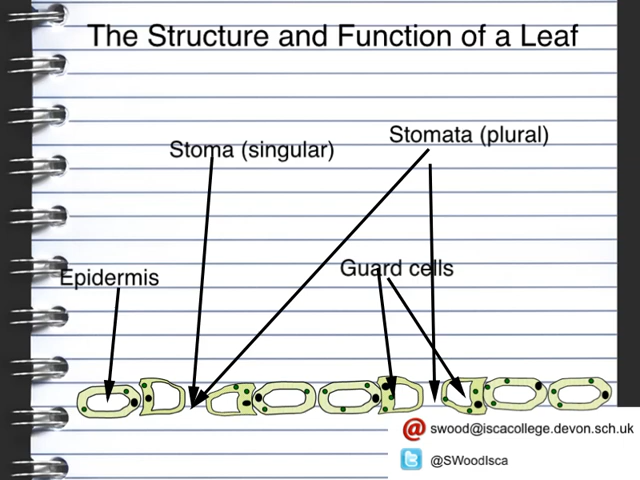 The Structure and Function of a Leaf
Stomata (plural)
Stoma (singular)
Guard cells
Epidermis
swood@iscacollege.devon.sch.uk
@SWoodIsca